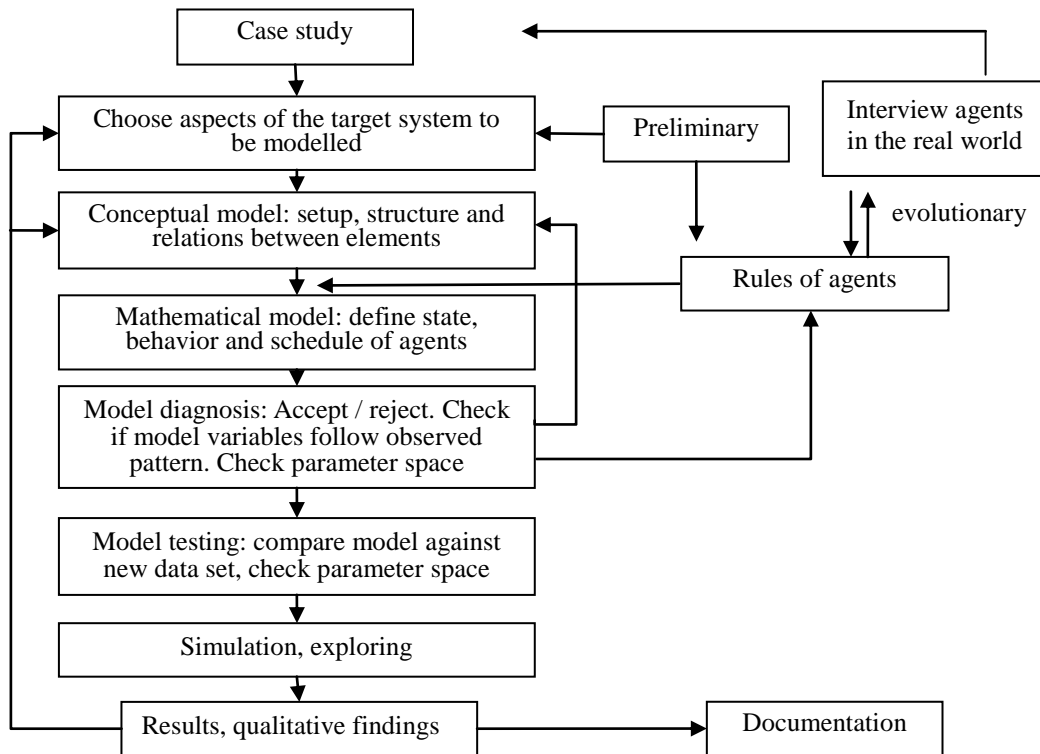 Case study
Choose aspects of the target system to
be modelled
Preliminary
Interview agents
in the real world
Conceptual model: setup, structure and
relations between elements
evolutionary
Rules of agents
Mathematical model: define state,
behavior and schedule of agents
Model diagnosis: Accept / reject. Check
if model variables follow observed
pattern. Check parameter space
Model testing: compare model against
new data set, check parameter space
Simulation, exploring
Results, qualitative findings
Documentation